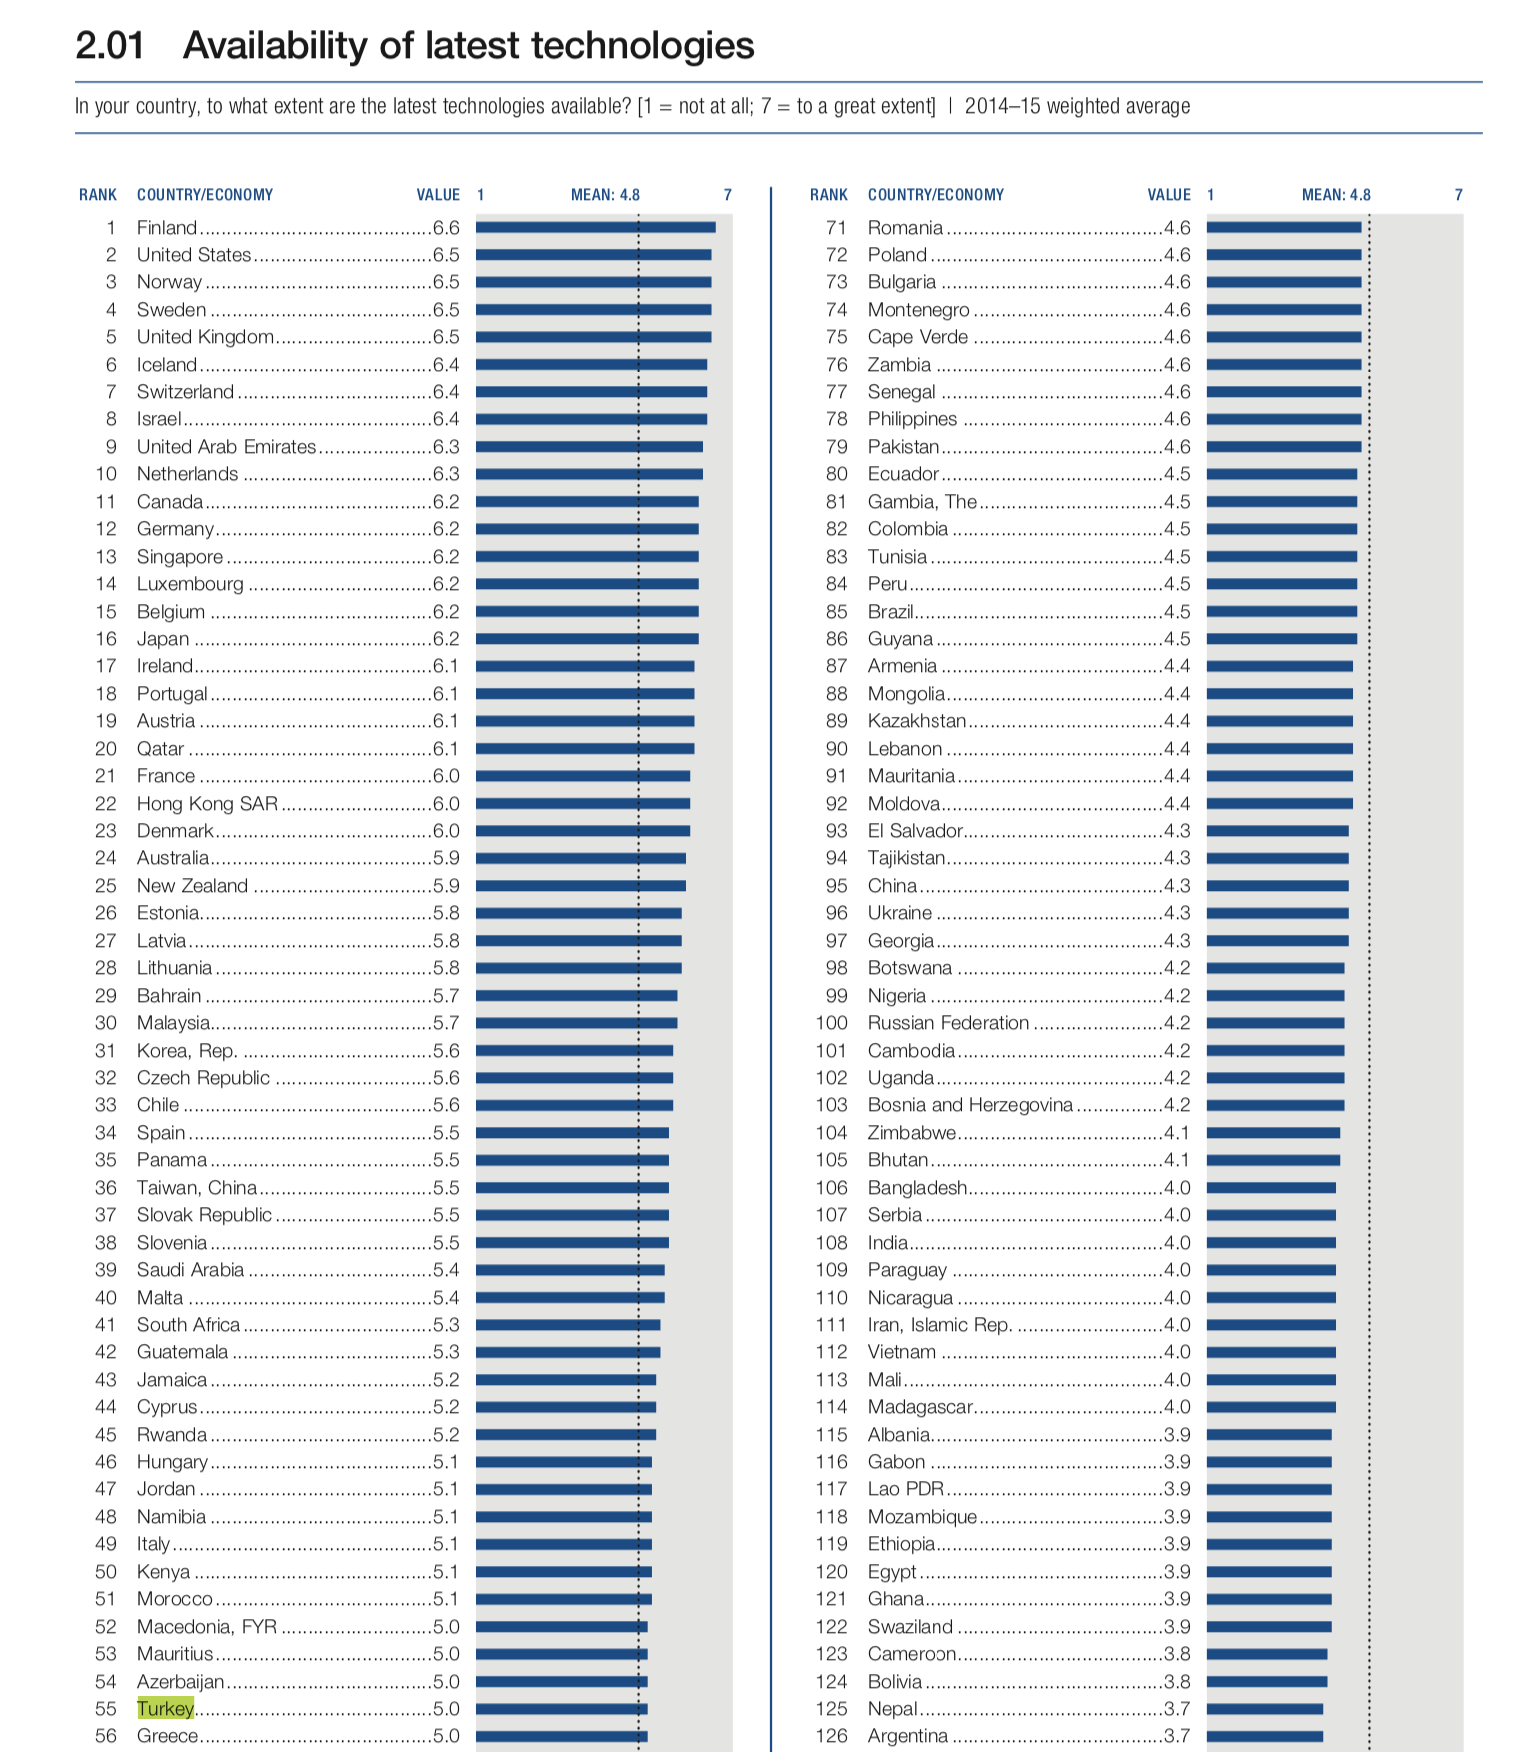 2.01 Availability of latest technologies
In your country, to what extent are the latest technologies available? [1 = not at all; 7 = to a great extent] | 2014–15 weighted average
RANK COUNTRY/ECONOMY VALUE 1 MEAN: 4.8 7
1 Finland 6.6
2 United States 6.5
3 Norway 6.5
4 Sweden 6.5
5 United Kingdom 6.5
6 Iceland 6.4
7 Switzerland 6.4
8 Israel 6.4
9 United Arab Emirates 6.3
10 Netherlands 6.3
11 Canada 6.2
12 Germany 6.2
13 Singapore 6.2
14 Luxembourg 6.2
15 Belgium 6.2
16 Japan 6.2
17 Ireland 6.1
18 Portugal 6.1
19 Austria 6.1
20 Qatar 6.1
21 France 6.0
22 Hong Kong SAR 6.0
23 Denmark 6.0
24 Australia 5.9
25 New Zealand 5.9
26 Estonia 5.8
27 Latvia 5.8
28 Lithuania 5.8
29 Bahrain 5.7
30 Malaysia 5.7
31 Korea, Rep. 5.6
32 Czech Republic 5.6
33 Chile 5.6
34 Spain 5.5
35 Panama 5.5
36 Taiwan, China 5.5
37 Slovak Republic 5.5
38 Slovenia 5.5
39 Saudi Arabia 5.4
40 Malta 5.4
41 South Africa 5.3
42 Guatemala 5.3
43 Jamaica 5.2
44 Cyprus 5.2
45 Rwanda 5.2
46 Hungary 5.1
47 Jordan 5.1
48 Namibia 5.1
49 Italy 5.1
50 Kenya 5.1
51 Morocco 5.1
52 Macedonia, FYR 5.0
53 Mauritius 5.0
54 Azerbaijan 5.0
55 Turkey 5.0
56 Greece 5.0
RANK COUNTRY/ECONOMY VALUE 1 MEAN: 4.8 7
71 Romania 4.6
72 Poland 4.6
73 Bulgaria 4.6
74 Montenegro 4.6
75 Cape Verde 4.6
76 Zambia 4.6
77 Senegal 4.6
78 Philippines 4.6
79 Pakistan 4.6
80 Ecuador 4.5
81 Gambia, The 4.5
82 Colombia 4.5
83 Tunisia 4.5
84 Peru 4.5
85 Brazil 4.5
86 Guyana 4.5
87 Armenia 4.4
88 Mongolia 4.4
89 Kazakhstan 4.4
90 Lebanon 4.4
91 Mauritania 4.4
92 Moldova 4.4
93 El Salvador 4.3
94 Tajikistan 4.3
95 China 4.3
96 Ukraine 4.3
97 Georgia 4.3
98 Botswana 4.2
99 Nigeria 4.2
100 Russian Federation 4.2
101 Cambodia 4.2
102 Uganda 4.2
103 Bosnia and Herzegovina 4.2
104 Zimbabwe 4.1
105 Bhutan 4.1
106 Bangladesh 4.0
107 Serbia 4.0
108 India 4.0
109 Paraguay 4.0
110 Nicaragua 4.0
111 Iran, Islamic Rep. 4.0
112 Vietnam 4.0
113 Mali 4.0
114 Madagascar 4.0
115 Albania 3.9
116 Gabon 3.9
117 Lao PDR 3.9
118 Mozambique 3.9
119 Ethiopia 3.9
120 Egypt 3.9
121 Ghana 3.9
122 Swaziland 3.9
123 Cameroon 3.8
124 Bolivia 3.8
125 Nepal 3.7
126 Argentina 3.7